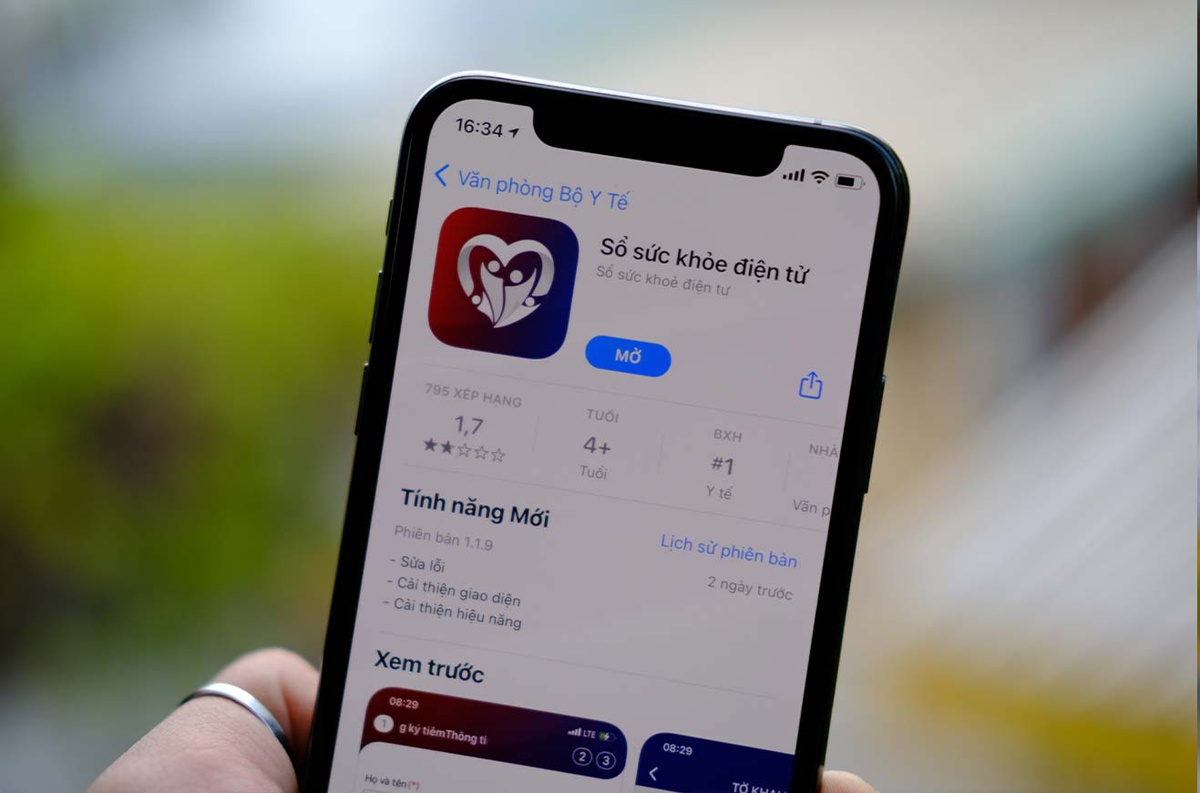 16:34
Văn phòng Bộ Y Tế
Sổ sức khỏe điện tử
Sổ sức khoẻ điện tư
MỞ
795 XẾP HẠNG
1,7
TUỔI
4+
Tuổi
BXH
#1
Y tế
NHÀ
Văn p
Tính năng Mới
Lịch sử phiên bản
Phiên bản 1.1.9
2 ngày trước
- Sửa lỗi
- Cải thiện giao diện
- Cải thiện hiệu năng
Xem trước
08:29
LTE
1
g ký tiêmThông ti
2
3
Họ và tên(*)
08:29
TỜ KHA